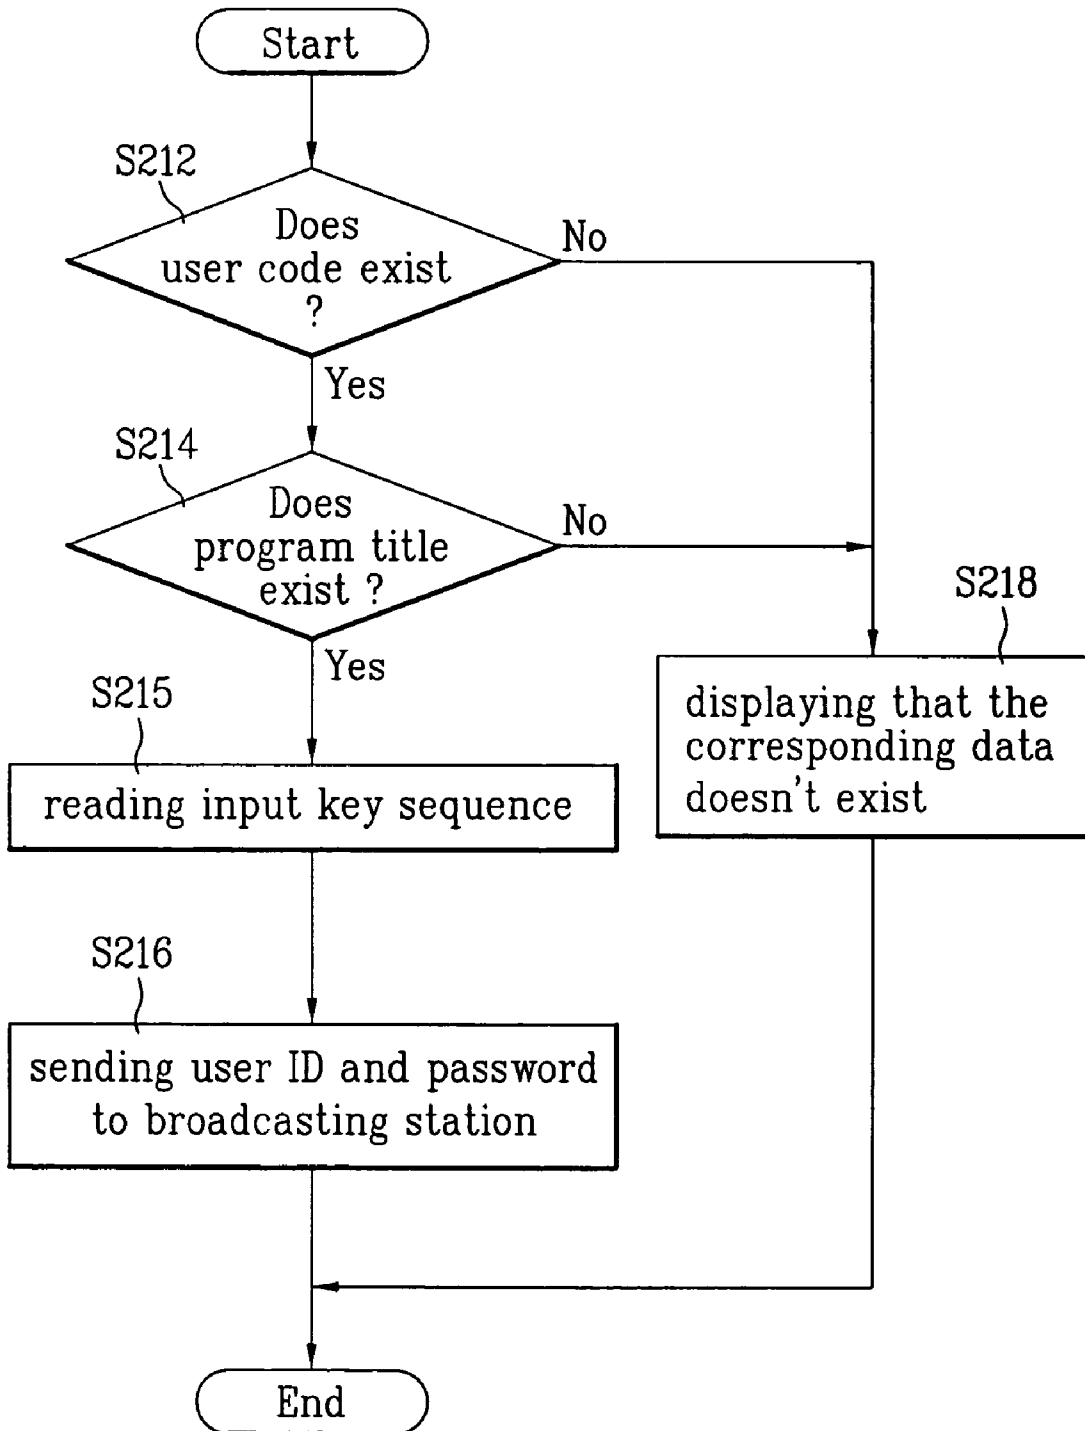 Start
S212
Does
user code exist
?
No
Yes
S214
Does
program title
exist ?
No
Yes
S218
displaying that the
corresponding data
doesn't exist
S215
reading input key sequence
S216
sending user ID and password
to broadcasting station
End